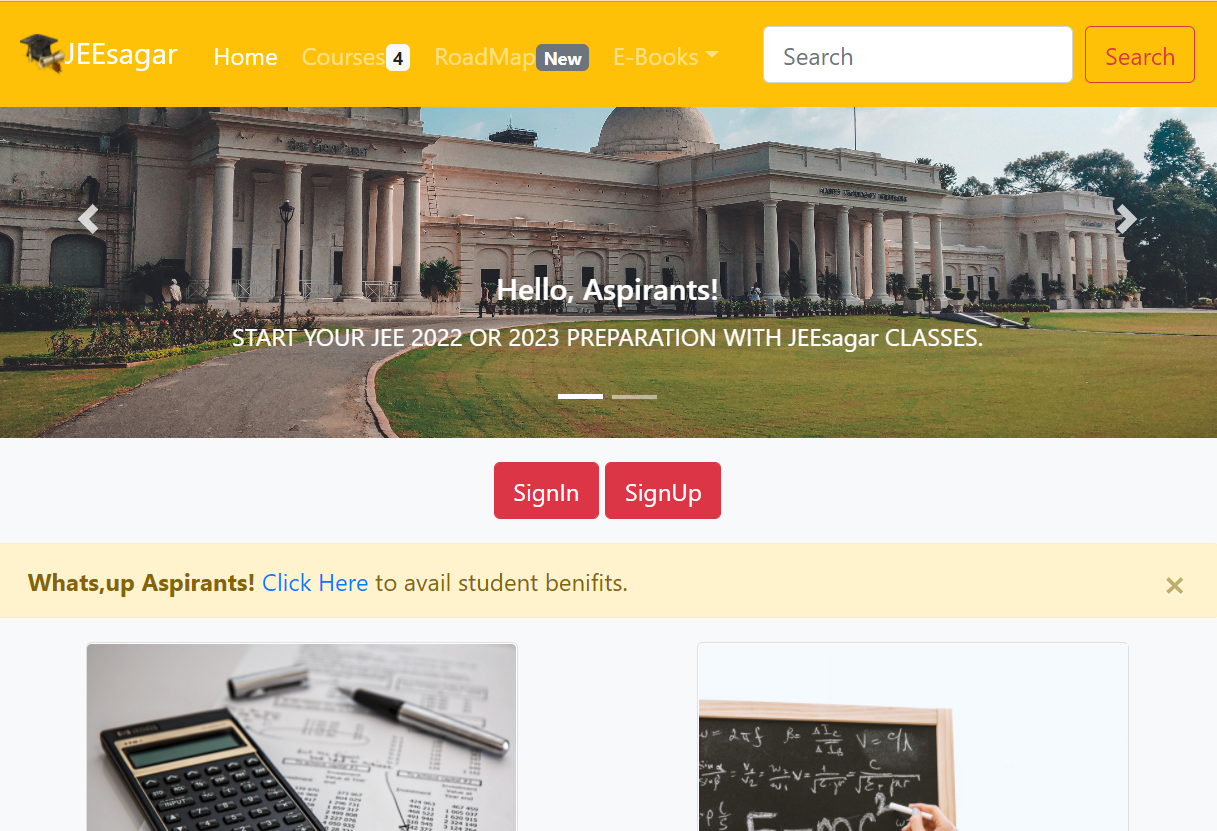 JEEsagar Home Courses 4 RoadMap New E-Books Search Search
Hello, Aspirants!
START YOUR JEE 2022 OR 2023 PREPARATION WITH JEEsagar CLASSES.
SignIn SignUp
Whats,up Aspirants! Click Here to avail student benifits. ×